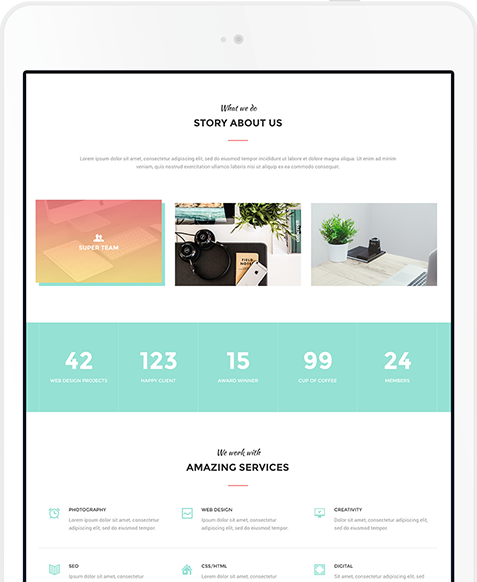 What we do
STORY ABOUT US
Lorem ipsum dolor sit amet, consectetur adipiscing elit, sed do eiusmod tempor incididunt ut labore et dolore magna aliqua. Ut enim ad minim
veniam, quis nostrud exercitation ullamco laboris nisi ut aliquip ex ea commodo consequat.
SUPER TEAM
FIELD NOTES
42
123
15
99
24
WEB DESIGN PROJECTS
HAPPY CLIENT
AWARD WINNER
CUP OF COFFEE
MEMBERS
We work with
AMAZING SERVICES
PHOTOGRAPHY
Lorem ipsum dolor sit amet, consectetur
adipiscing elit, sed do eiusmod tempor.
WEB DESIGN
Ipsum dolor sit amet, consectetur
adipiscing elit, sed do eiusmod tempor.
CREATIVITY
Dolor sit amet, consectetur adipiscing
elit, sed do eiusmod tempor.
SEO
Lorem ipsum dolor sit amet, consectetur
CSS/HTML
Ipsum dolor sit amet, consectetur
DIGITAL
Dolor sit amet, consectetur adipiscing